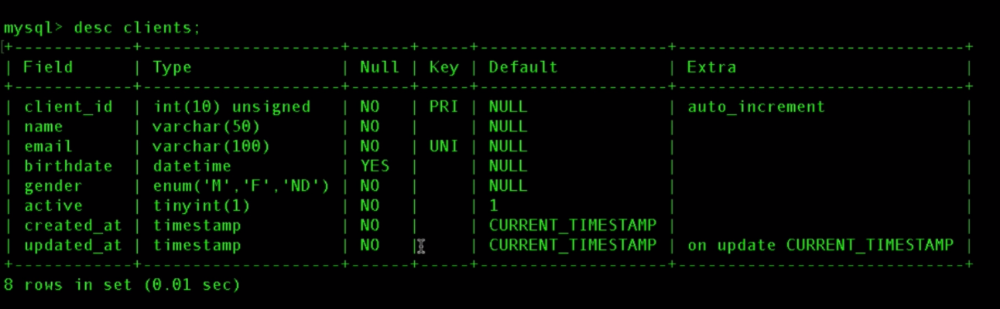 mysql> desc clients;
+------------+---------------------+------+-----+-------------------+-----------------------------+
| Field      | Type                | Null | Key | Default           | Extra                       |
+------------+---------------------+------+-----+-------------------+-----------------------------+
| client_id  | int(10) unsigned    | NO   | PRI | NULL              | auto_increment              |
| name       | varchar(50)         | NO   |     | NULL              |                             |
| email      | varchar(100)        | NO   | UNI | NULL              |                             |
| birthdate  | datetime            | YES  |     | NULL              |                             |
| gender     | enum('M','F','ND')  | NO   |     | NULL              |                             |
| active     | tinyint(1)          | NO   |     | 1                 |                             |
| created_at | timestamp           | NO   |     | CURRENT_TIMESTAMP |                             |
| updated_at | timestamp           | NO   |     | CURRENT_TIMESTAMP | on update CURRENT_TIMESTAMP |
+------------+---------------------+------+-----+-------------------+-----------------------------+
8 rows in set (0.01 sec)